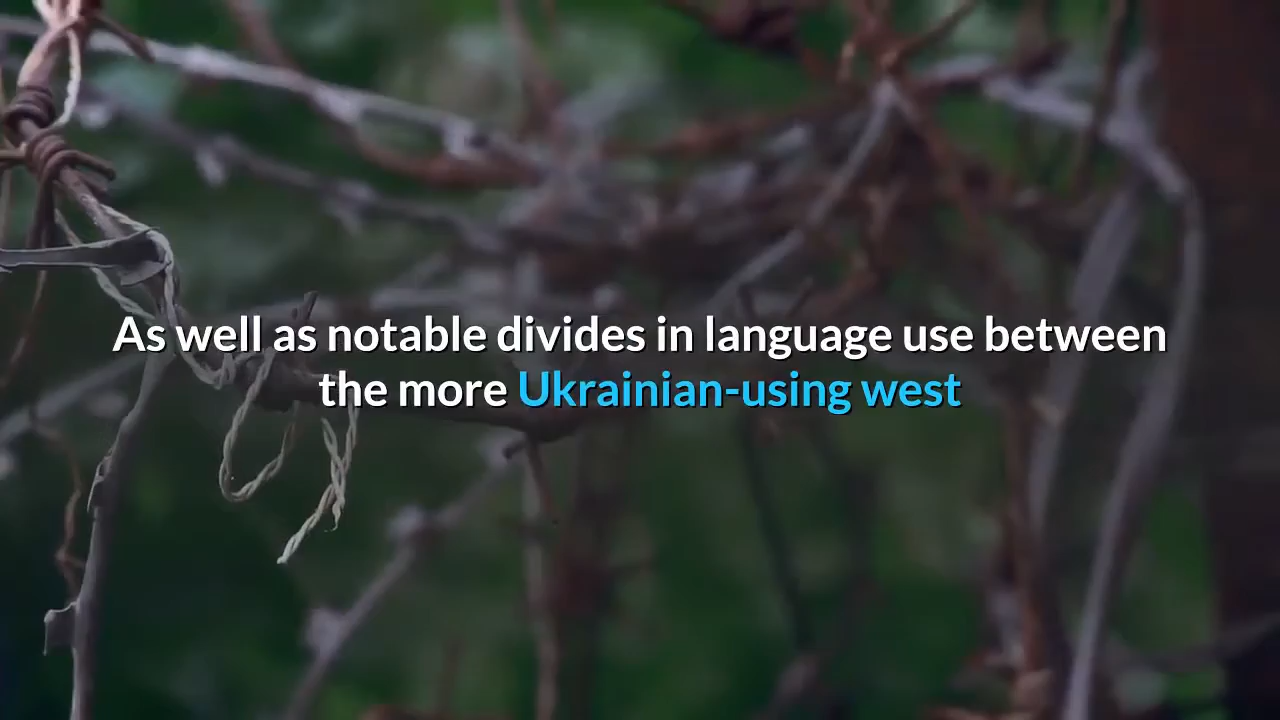 As well as notable divides in language use between
the more Ukrainian-using west